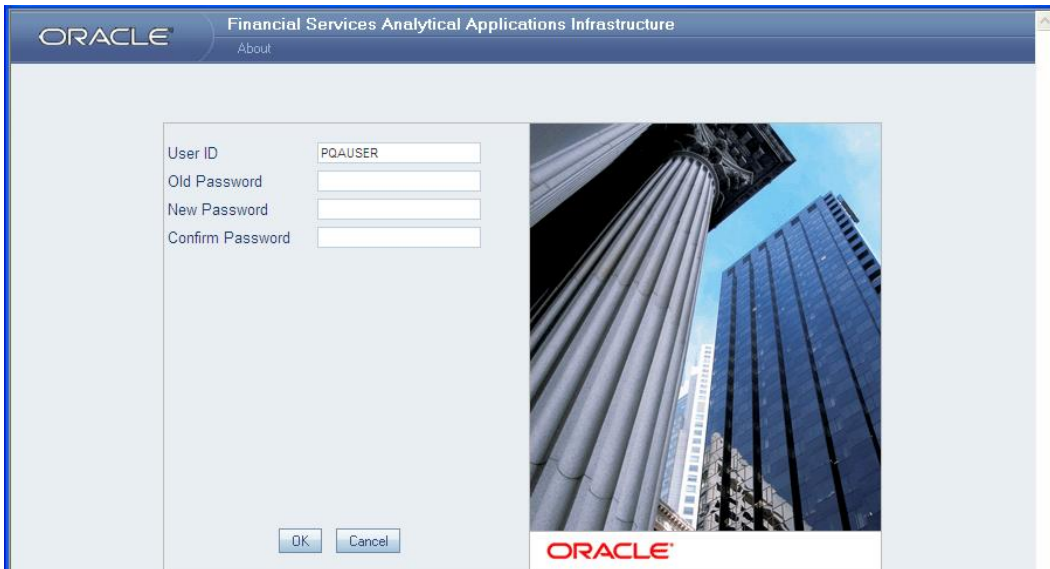 ORACLE
Financial Services Analytical Applications Infrastructure
About
User ID PQAUSER
Old Password
New Password
Confirm Password
OK Cancel
ORACLE